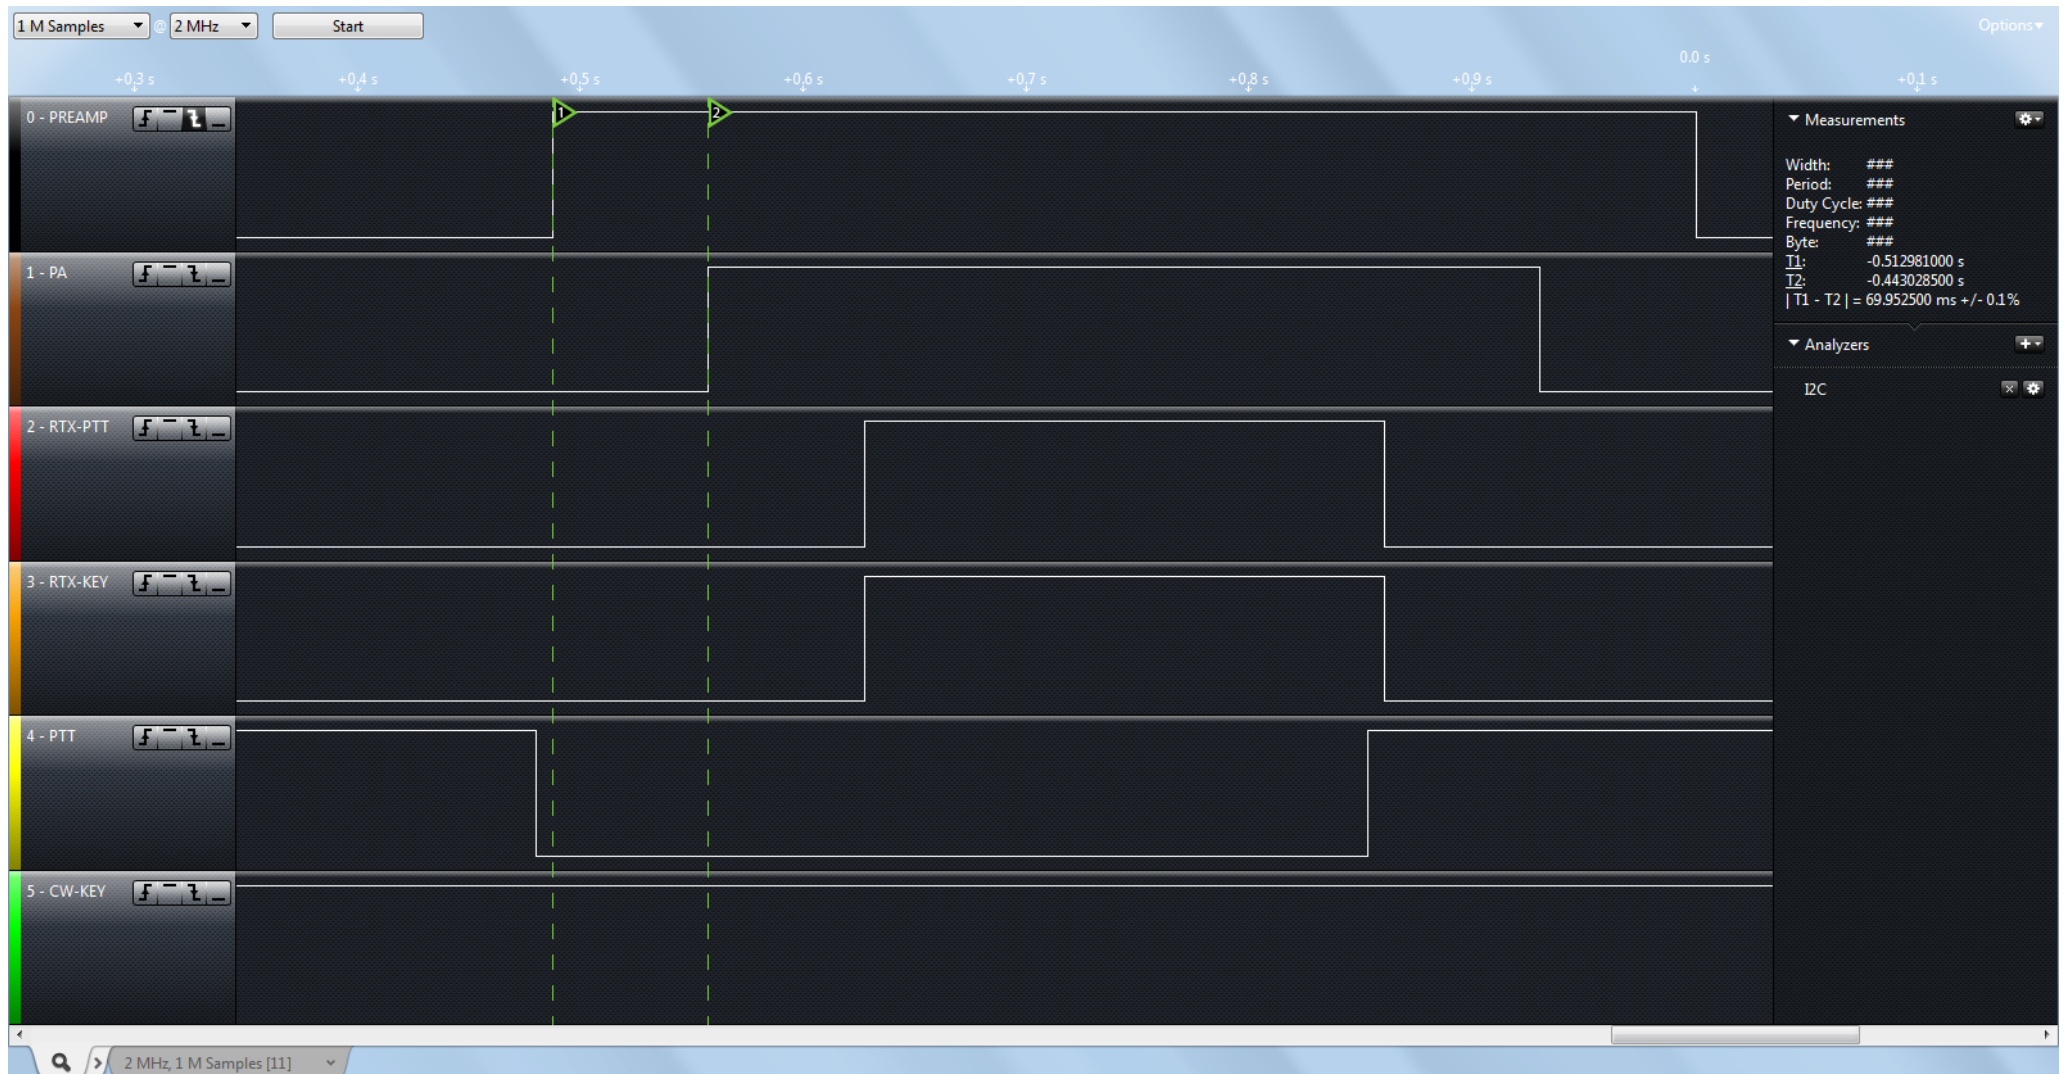 1 M Samples @ 2 MHz Start Options
0.0 s
+0,3 s +0,4 s +0,5 s +0,6 s +0,7 s +0,8 s +0,9 s +0,1 s
0 - PREAMP 1 2
1 - PA
2 - RTX-PTT
3 - RTX-KEY
4 - PTT
5 - CW-KEY
Measurements
Width: ###
Period: ###
Duty Cycle: ###
Frequency: ###
Byte: ###
T1: -0.512981000 s
T2: -0.443028500 s
| T1 - T2 | = 69.952500 ms +/- 0.1%
Analyzers
I2C
2 MHz, 1 M Samples [11]